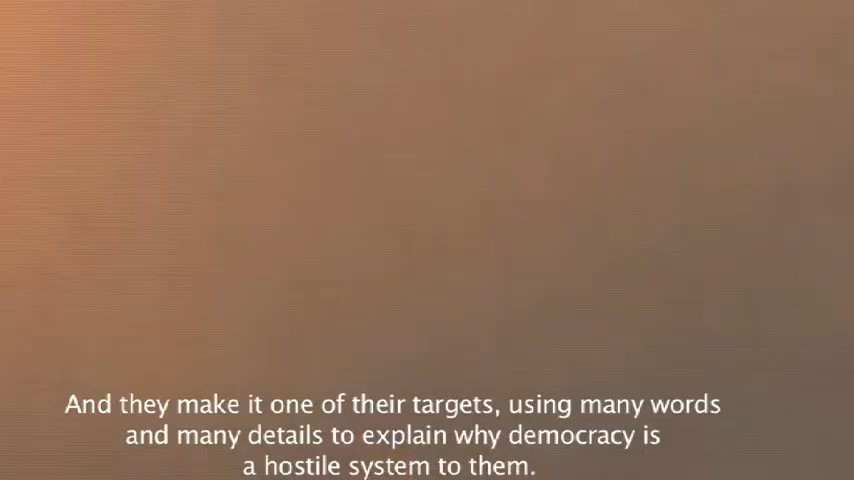 And they make it one of their targets, using many words
and many details to explain why democracy is
a hostile system to them.